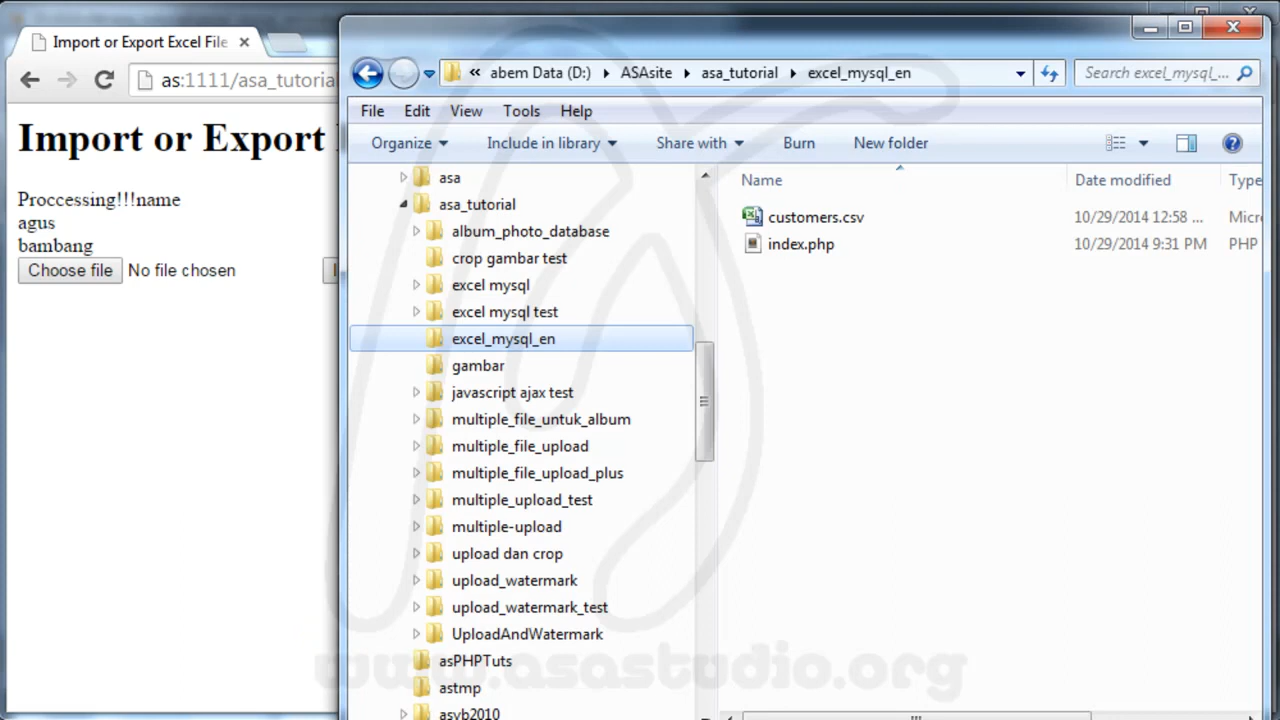 Import or Export Excel File
as:1111/asa_tutoria
Import or Export
Proccessing!!!name
agus
bambang
Choose file No file chosen
« abem Data (D:) ASAsite asa_tutorial excel_mysql_en
Search excel_mysql_...
File Edit View Tools Help
Organize Include in library Share with Burn New folder
asa
asa_tutorial
album_photo_database
crop gambar test
excel mysql
excel mysql test
excel_mysql_en
gambar
javascript ajax test
multiple_file_untuk_album
multiple_file_upload
multiple_file_upload_plus
multiple_upload_test
multiple-upload
upload dan crop
upload_watermark
upload_watermark_test
UploadAndWatermark
asPHPTuts
astmp
asvb2010
Name Date modified Type
customers.csv 10/29/2014 12:58 ... Micro
index.php 10/29/2014 9:31 PM PHP
www.asastudio.org